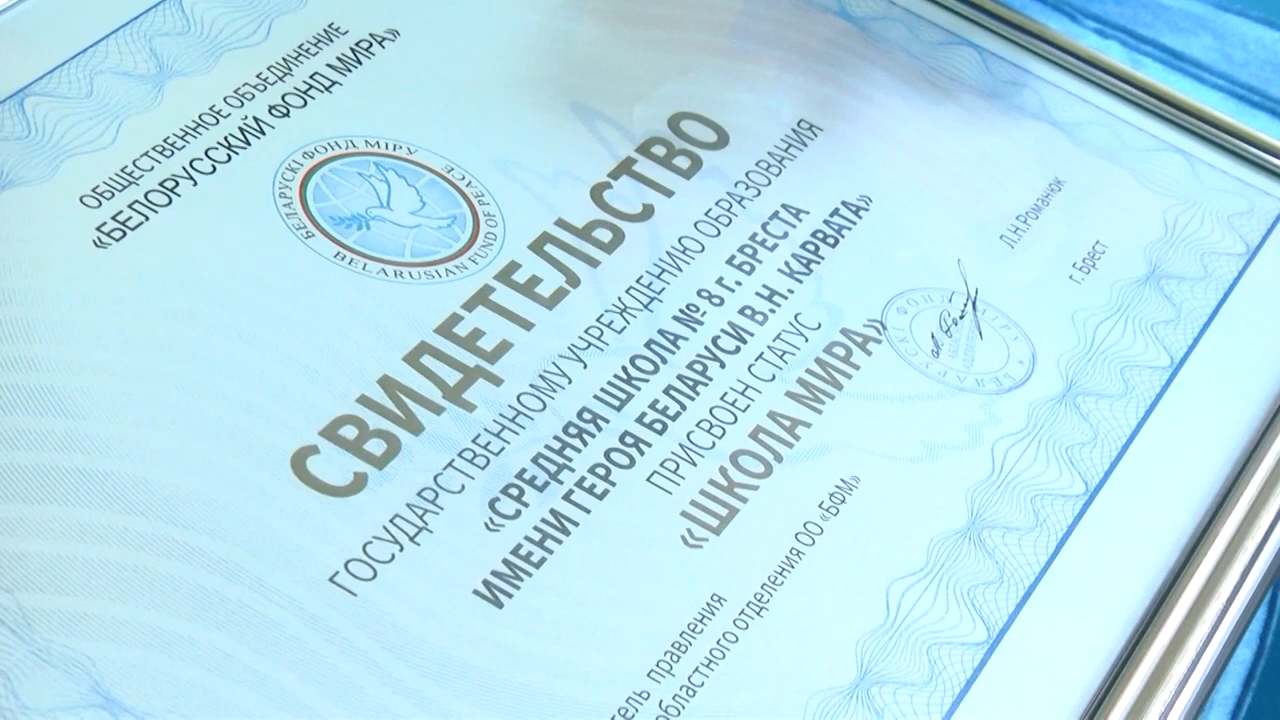 ОБЩЕСТВЕННОЕ ОБЪЕДИНЕНИЕ
«БЕЛОРУССКИЙ ФОНД МИРА»
БЕЛАРУСКІ ФОНД МІРУ
BELARUSIAN FUND OF PEACE
СВИДЕТЕЛЬСТВО
ГОСУДАРСТВЕННОМУ УЧРЕЖДЕНИЮ ОБРАЗОВАНИЯ
«СРЕДНЯЯ ШКОЛА № 8 г. БРЕСТА
ИМЕНИ ГЕРОЯ БЕЛАРУСИ В.Н. КАРВАТА»
ПРИСВОЕН СТАТУС
«ШКОЛА МИРА»
тель правления
областного отделения ОО «БФМ»
Л.Н.Романюк
г. Брест